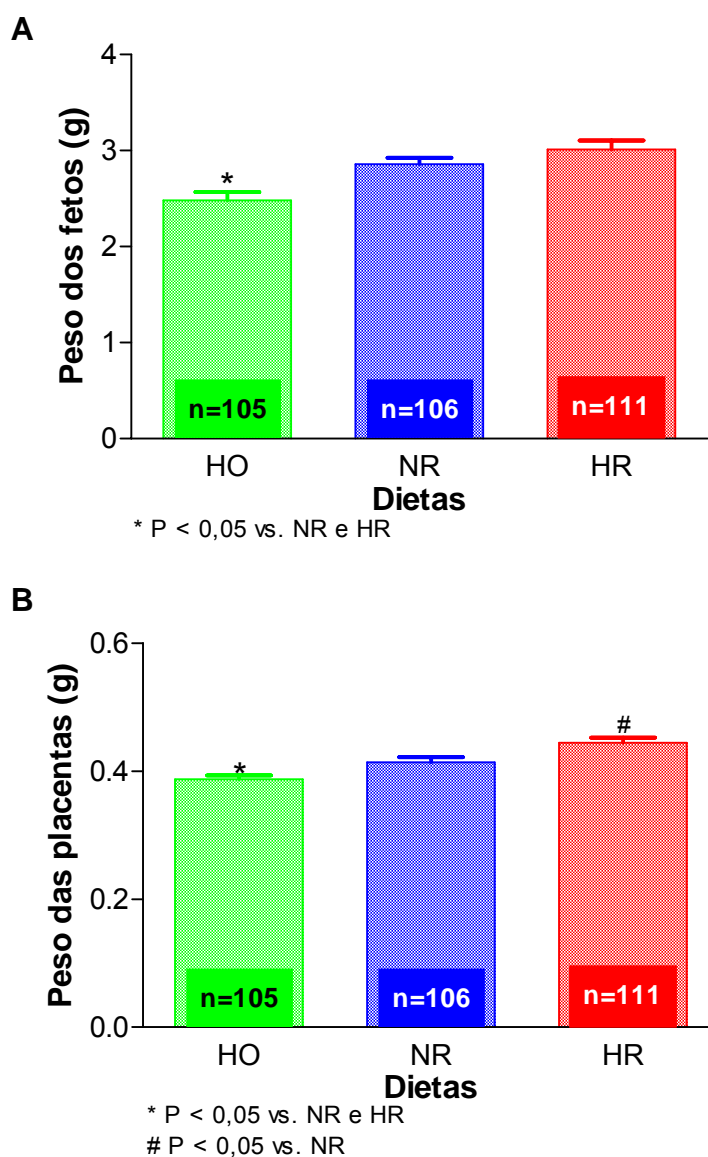 A
Peso dos fetos (g)
4
3
2
1
0
*
n=105
n=106
n=111
HO
NR
HR
Dietas
* P < 0,05 vs. NR e HR
B
Peso das placentas (g)
0.6
0.4
0.2
0.0
*
#
n=105
n=106
n=111
HO
NR
HR
Dietas
* P < 0,05 vs. NR e HR
# P < 0,05 vs. NR